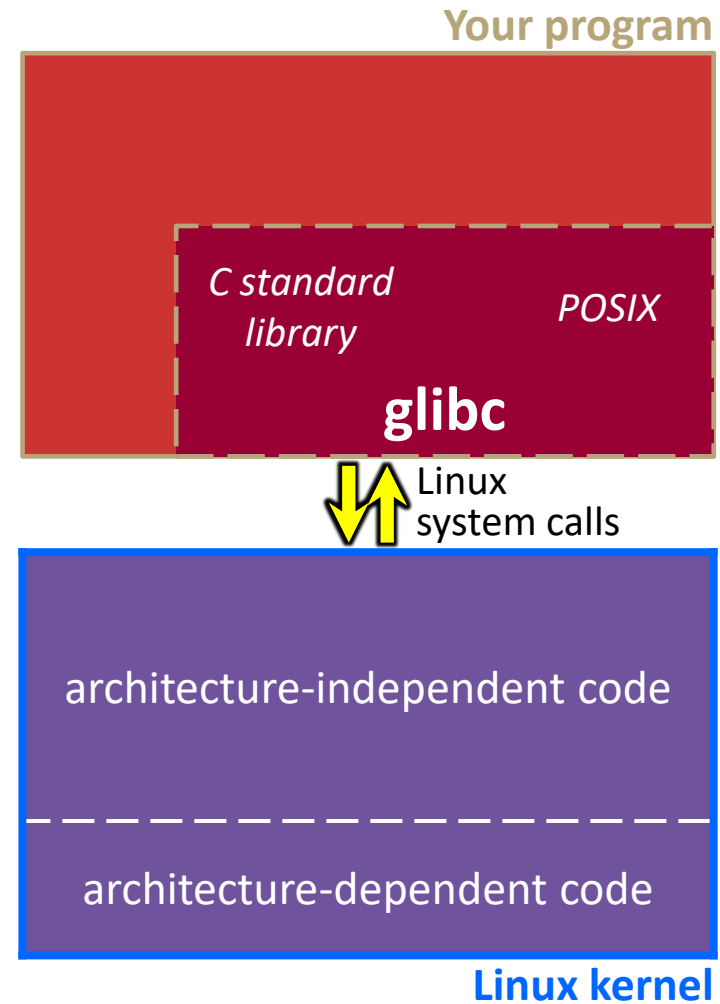 Your program
C standard
library
POSIX
glibc
Linux
system calls
architecture-independent code
architecture-dependent code
Linux kernel